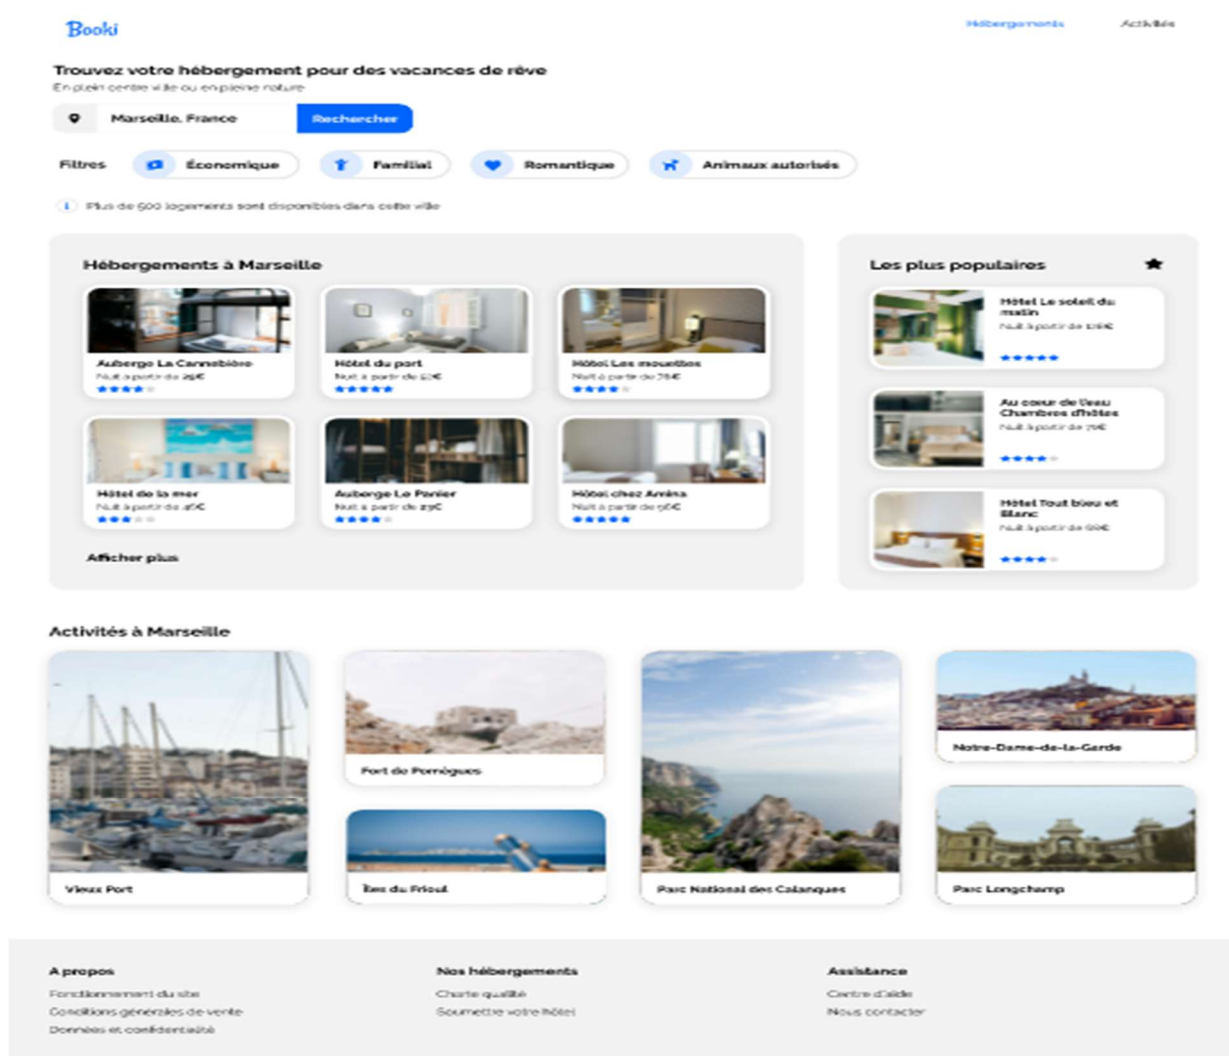 Booki
Hébergements
Activités
Trouvez votre hébergement pour des vacances de rêve
En plein centre ville ou en pleine nature
Marseille, France
Rechercher
Filtres
Économique
Familial
Romantique
Animaux autorisés
Plus de 500 logements sont disponibles dans cette ville
Hébergements à Marseille
Auberge La Cannebière
Nuit à partir de 25€
Hôtel du port
Nuit à partir de 52€
Hôtel Les mouettes
Nuit à partir de 76€
Hôtel de la mer
Nuit à partir de 46€
Auberge Le Panier
Nuit à partir de 23€
Hôtel chez Amina
Nuit à partir de 96€
Afficher plus
Les plus populaires
Hôtel Le soleil du
matin
Nuit à partir de 128€
Au coeur de l'eau
Chambres d'hôtes
Nuit à partir de 71€
Hôtel Tout bleu et
Blanc
Nuit à partir de
Activités à Marseille
Vieux Port
Fort de Pomègues
Îles du Frioul
Parc National des Calanques
Notre-Dame-de-la-Garde
Parc Longchamp
A propos
Fonctionnement du site
Conditions générales de vente
Données et confidentialité
Nos hébergements
Charte qualité
Soumettre votre hôtel
Assistance
Centre d'aide
Nous contacter